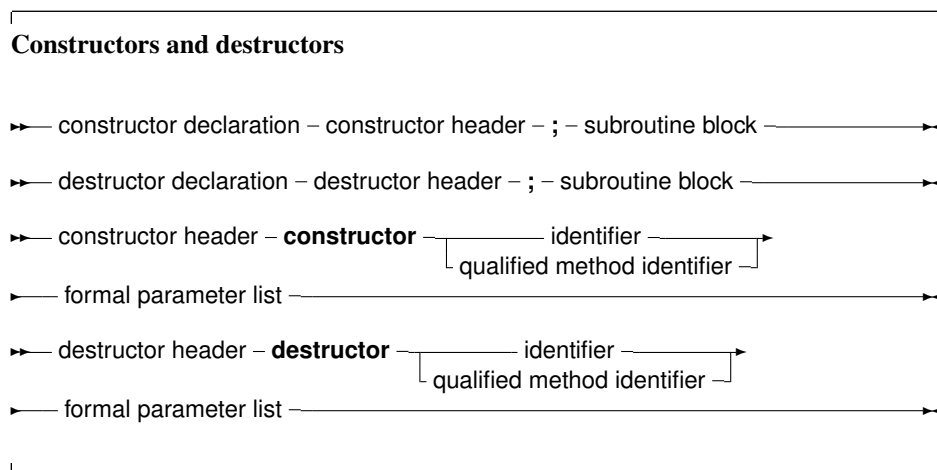 Constructors and destructors
constructor declaration constructor header ; subroutine block
destructor declaration destructor header ; subroutine block
constructor header constructor identifier
qualified method identifier
formal parameter list
destructor header destructor identifier
qualified method identifier
formal parameter list